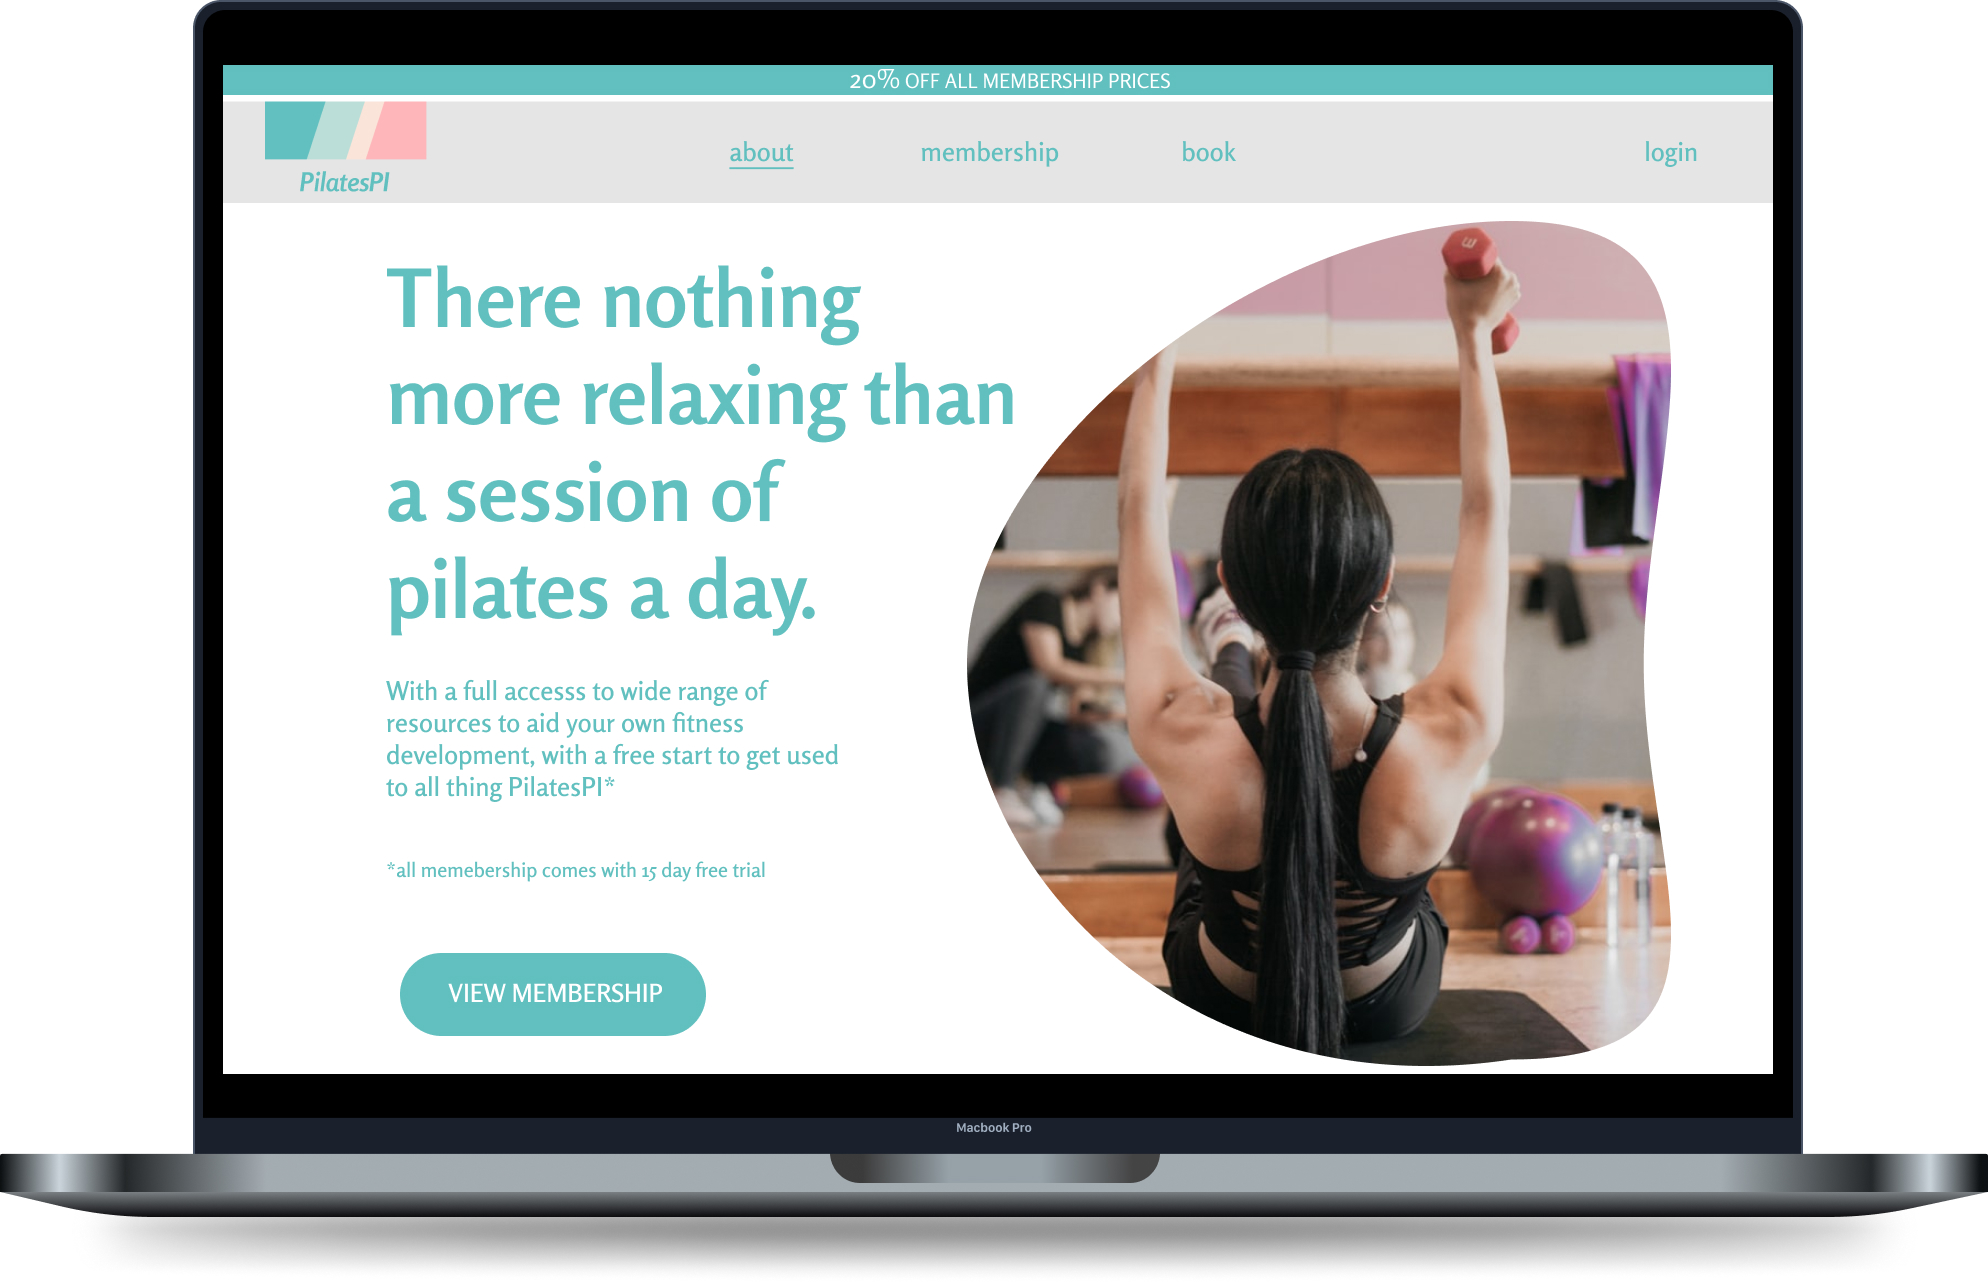 20% OFF ALL MEMBERSHIP PRICES
about membership book login
PilatesPI
There nothing
more relaxing than
a session of
pilates a day.
With a full accesss to wide range of
resources to aid your own fitness
development, with a free start to get used
to all thing PilatesPI*
*all memebership comes with 15 day free trial
VIEW MEMBERSHIP
Macbook Pro